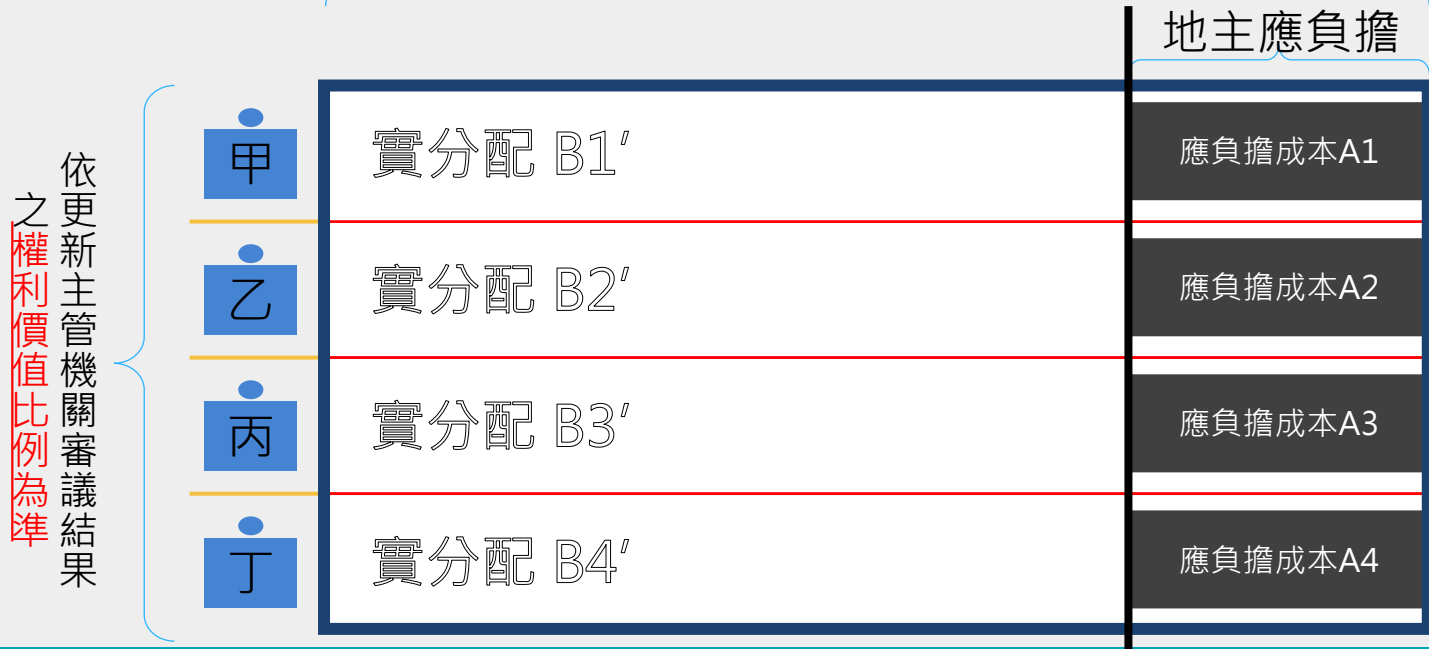 地主應負擔
依更新主管機關審議結果
之權利價值比例為準
甲
實分配 B1′
應負擔成本A1
乙
實分配 B2′
應負擔成本A2
丙
實分配 B3′
應負擔成本A3
丁
實分配 B4′
應負擔成本A4